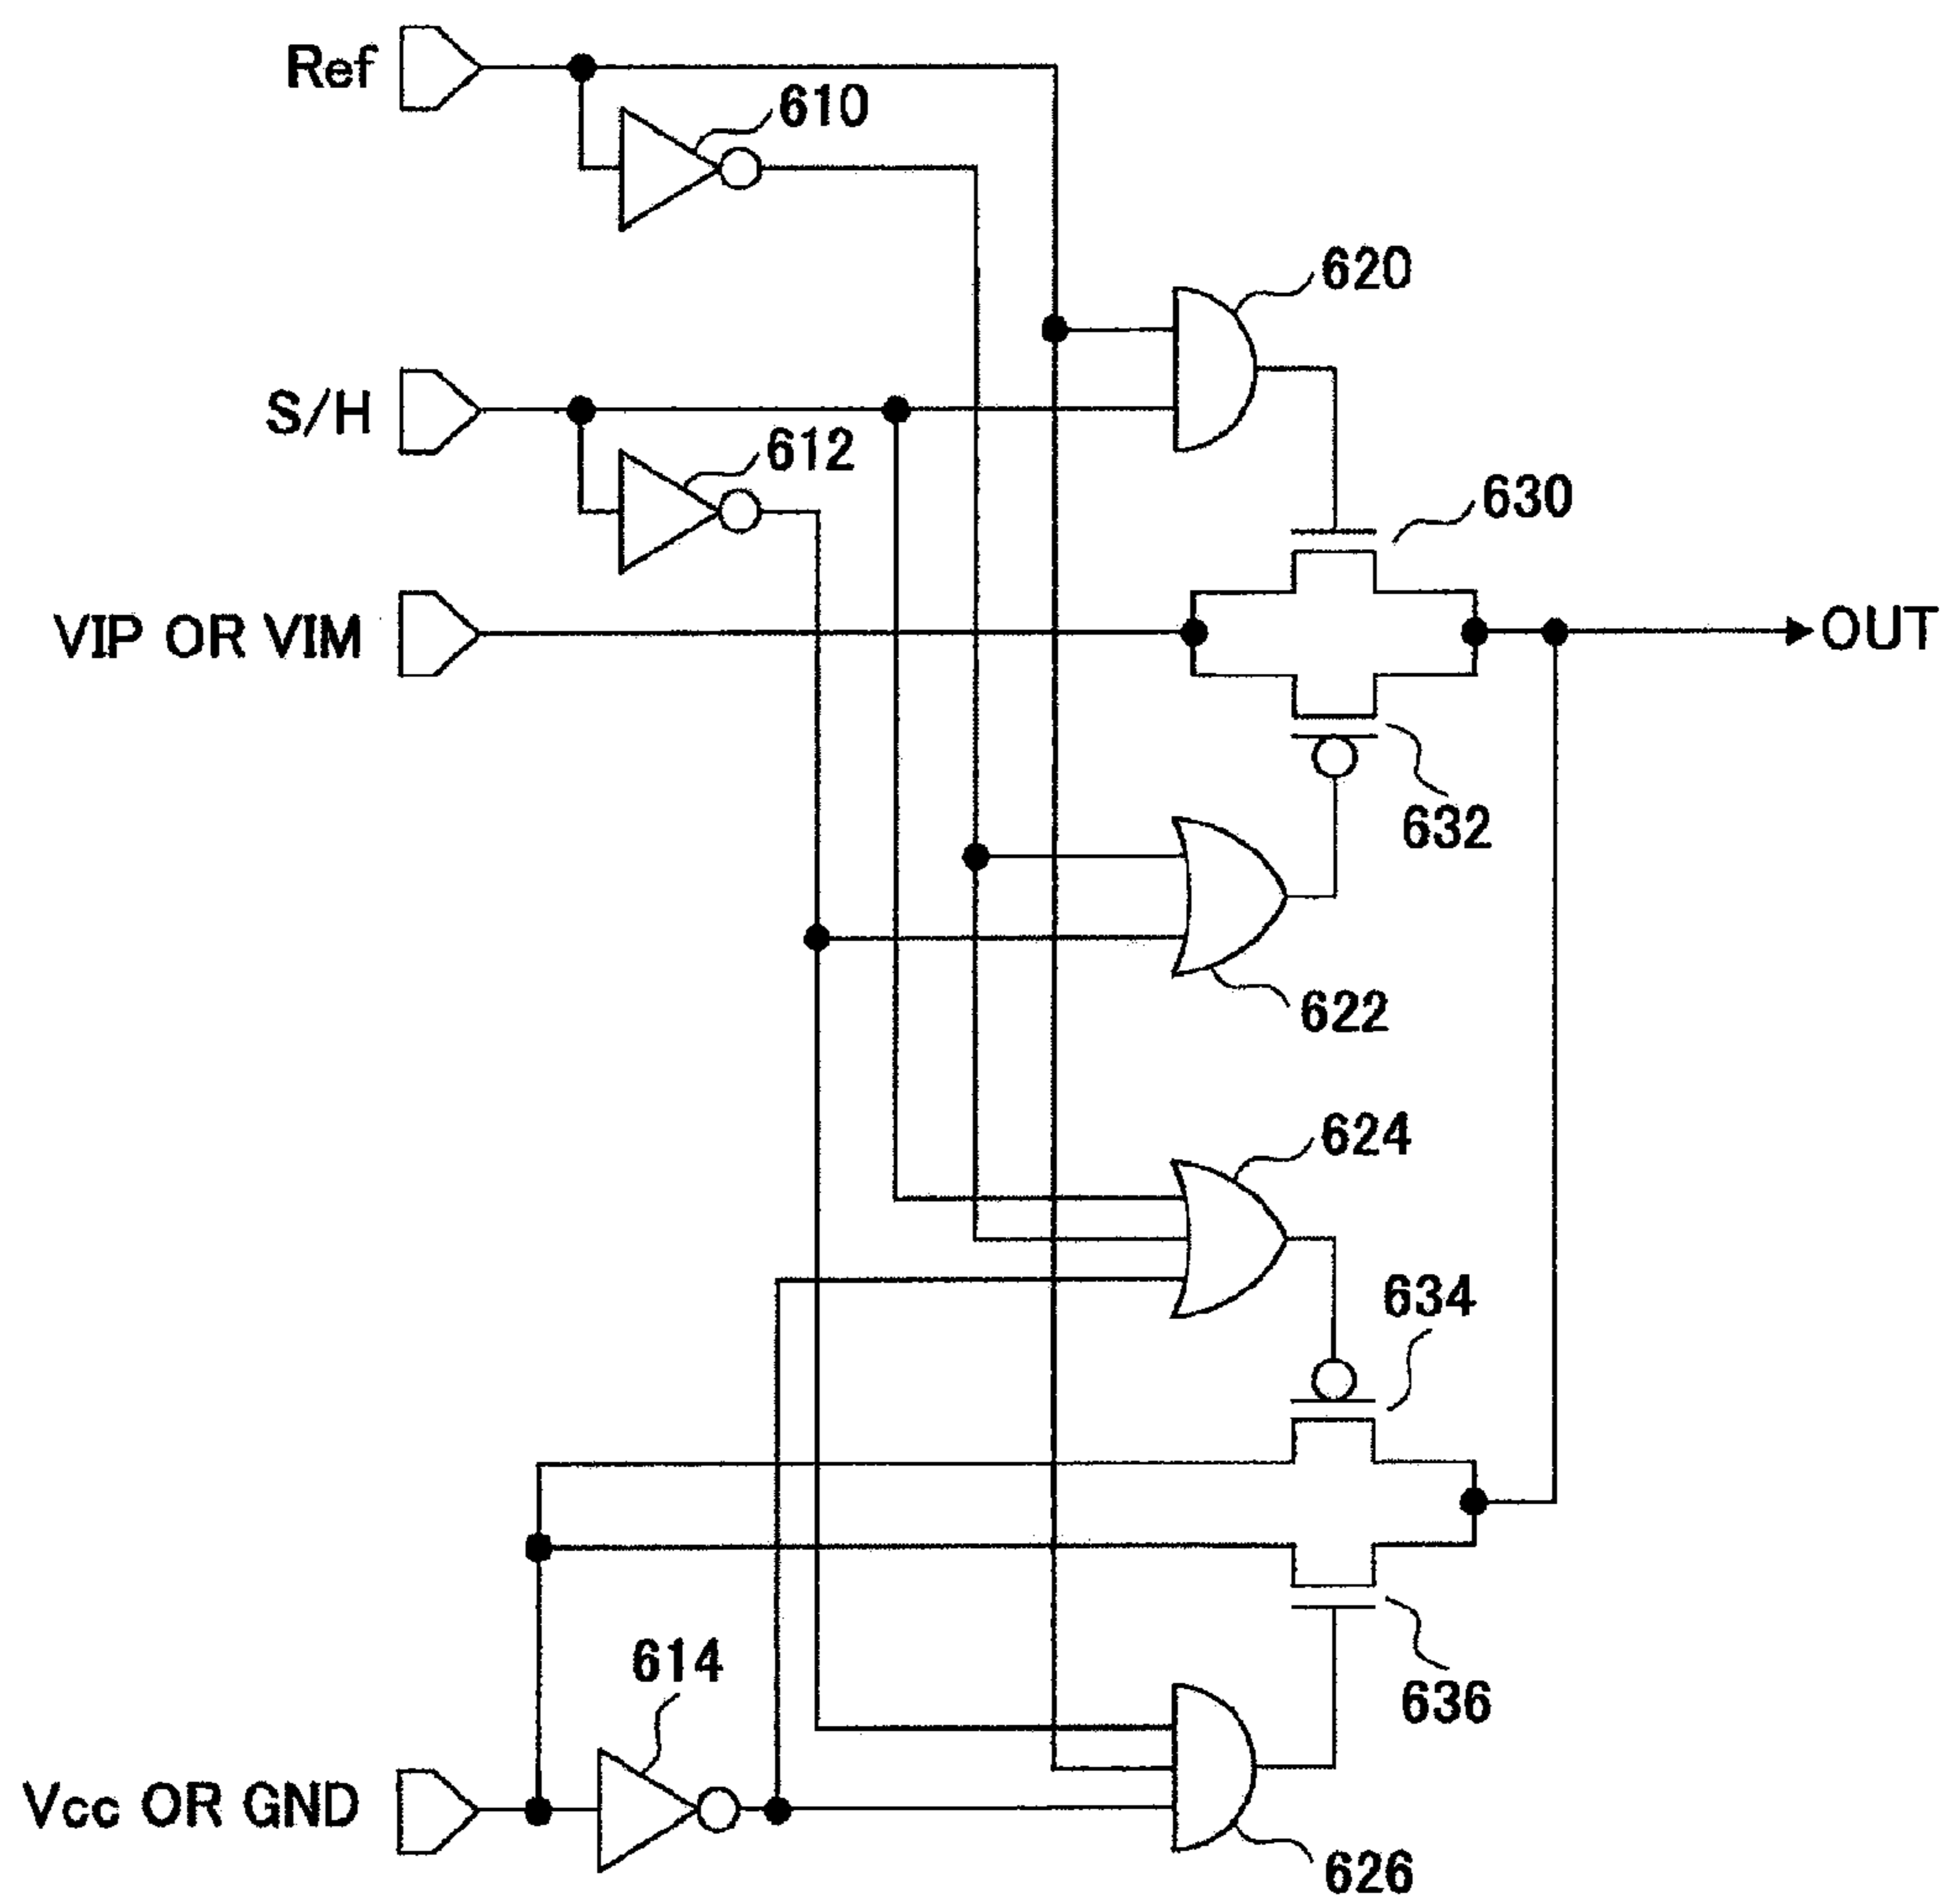 Ref
610
620
S/H
612
630
VIP OR VIM
OUT
632
622
624
634
614
636
Vcc OR GND
626